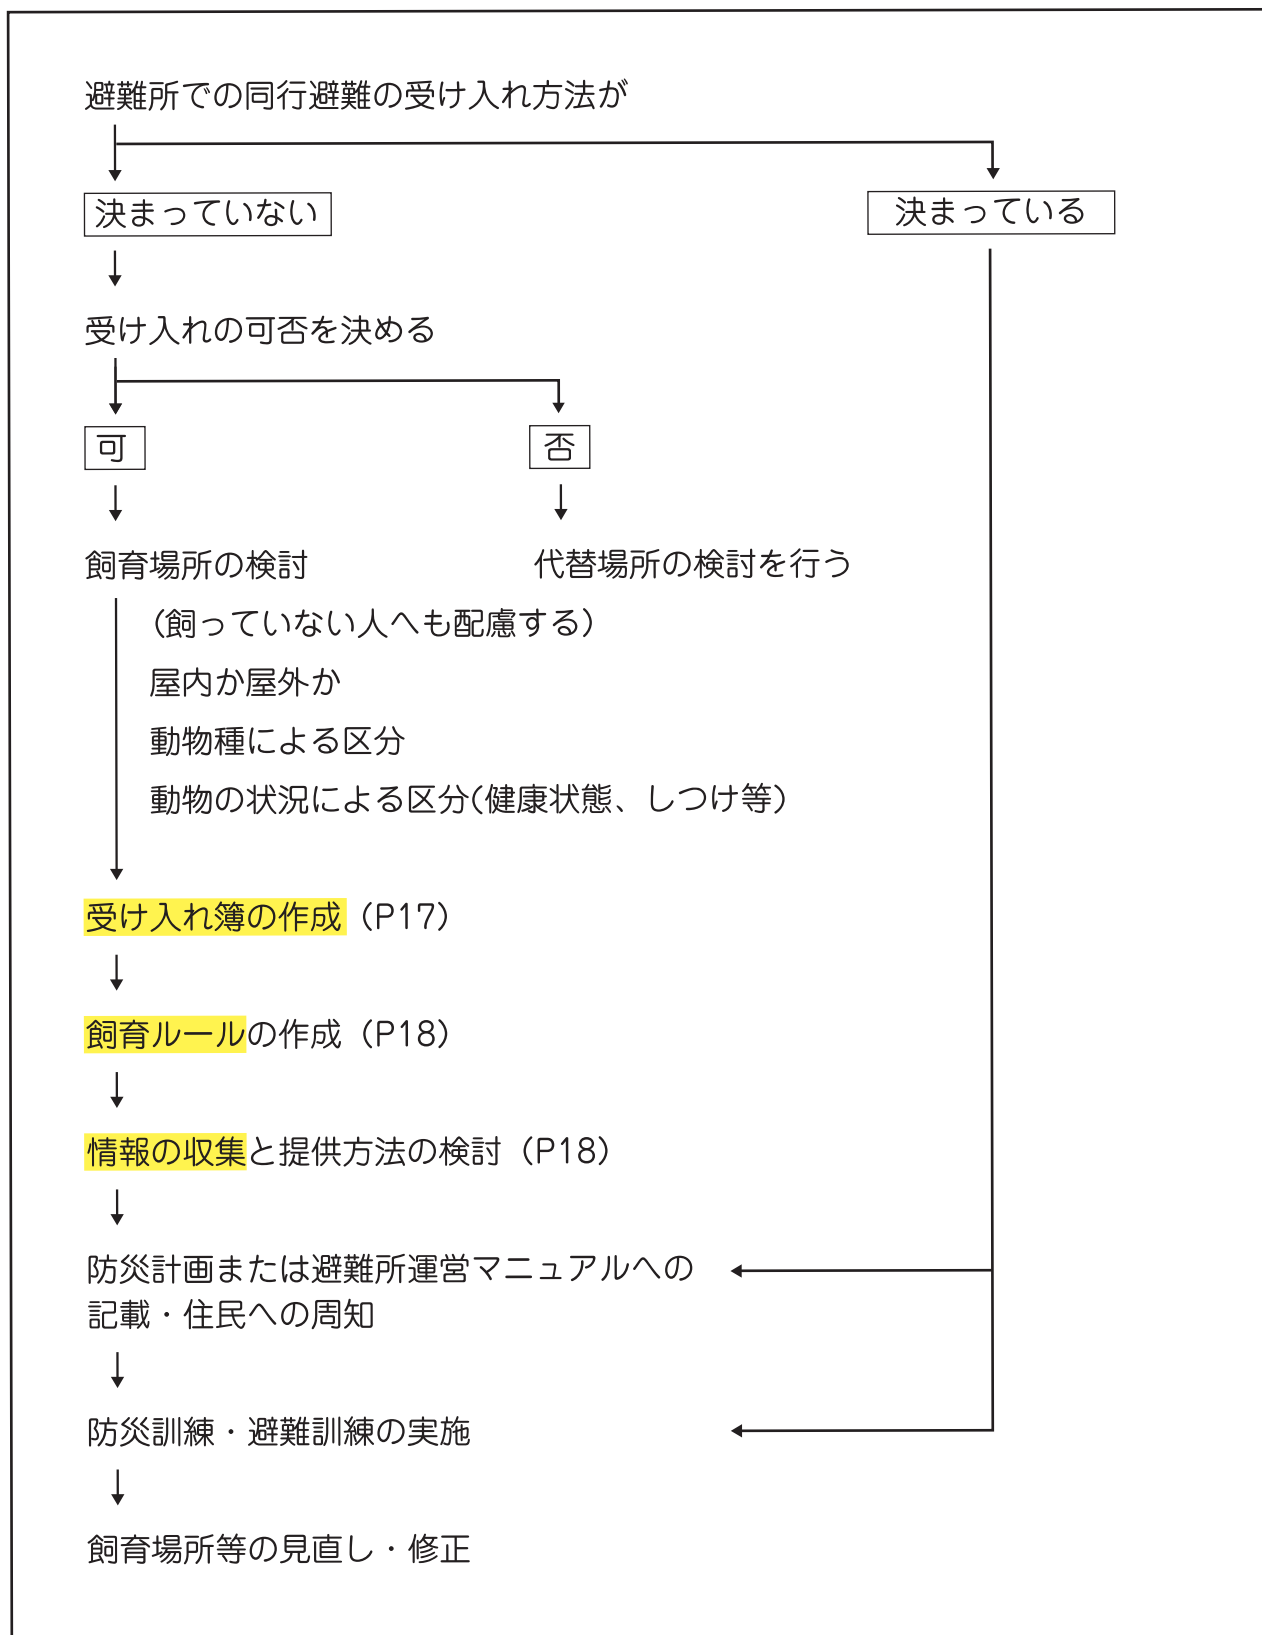 避難所での同行避難の受け入れ方法が
決まっていない
決まっている
受け入れの可否を決める
可
否
飼育場所の検討
代替場所の検討を行う
(飼っていない人へも配慮する)
屋内か屋外か
動物種による区分
動物の状況による区分(健康状態、しつけ等)
受け入れ簿の作成（P17）
飼育ルールの作成（P18）
情報の収集と提供方法の検討（P18）
防災計画または避難所運営マニュアルへの
記載・住民への周知
防災訓練・避難訓練の実施
飼育場所等の見直し・修正